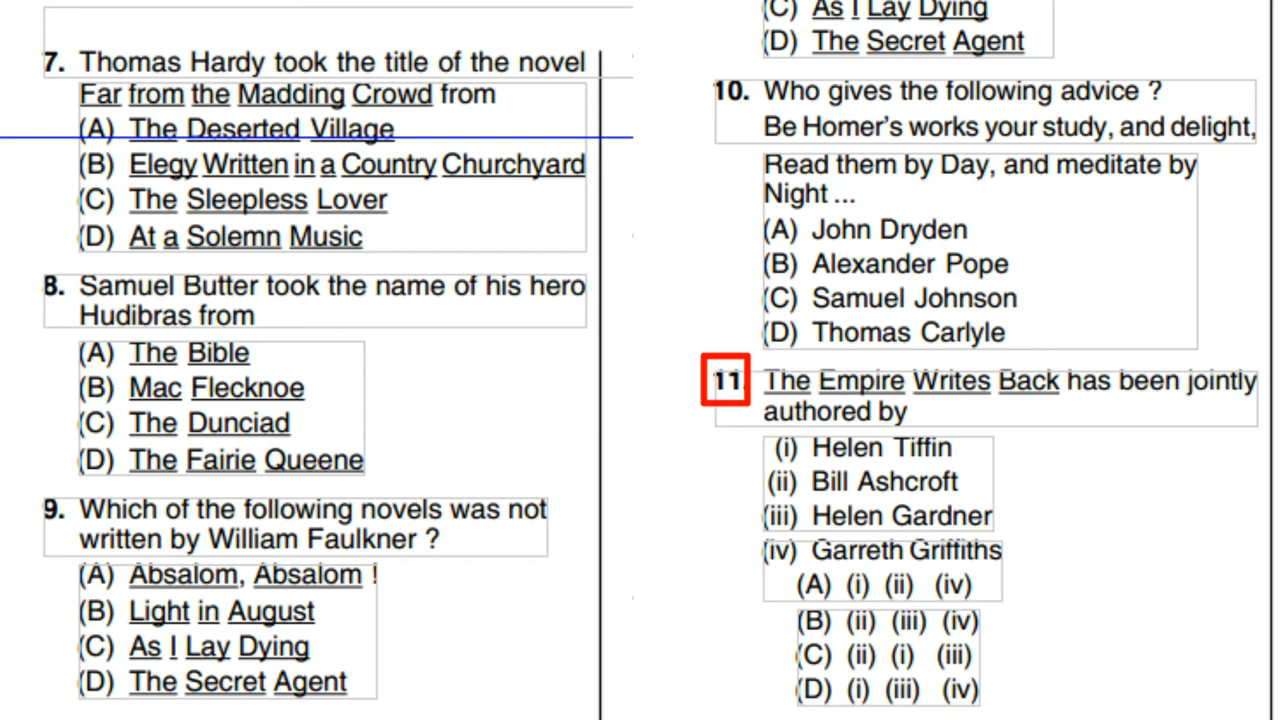 7. Thomas Hardy took the title of the novel
Far from the Madding Crowd from
(A) The Deserted Village
(B) Elegy Written in a Country Churchyard
(C) The Sleepless Lover
(D) At a Solemn Music
8. Samuel Butter took the name of his hero
Hudibras from
(A) The Bible
(B) Mac Flecknoe
(C) The Dunciad
(D) The Fairie Queene
9. Which of the following novels was not
written by William Faulkner ?
(A) Absalom, Absalom !
(B) Light in August
(C) As I Lay Dying
(D) The Secret Agent
(C) As I Lay Dying
(D) The Secret Agent
10. Who gives the following advice ?
Be Homer's works your study, and delight,
Read them by Day, and meditate by
Night ...
(A) John Dryden
(B) Alexander Pope
(C) Samuel Johnson
(D) Thomas Carlyle
11. The Empire Writes Back has been jointly
authored by
(i) Helen Tiffin
(ii) Bill Ashcroft
(iii) Helen Gardner
(iv) Garreth Griffiths
(A) (i) (ii) (iv)
(B) (ii) (iii) (iv)
(C) (ii) (i) (iii)
(D) (i) (iii) (iv)